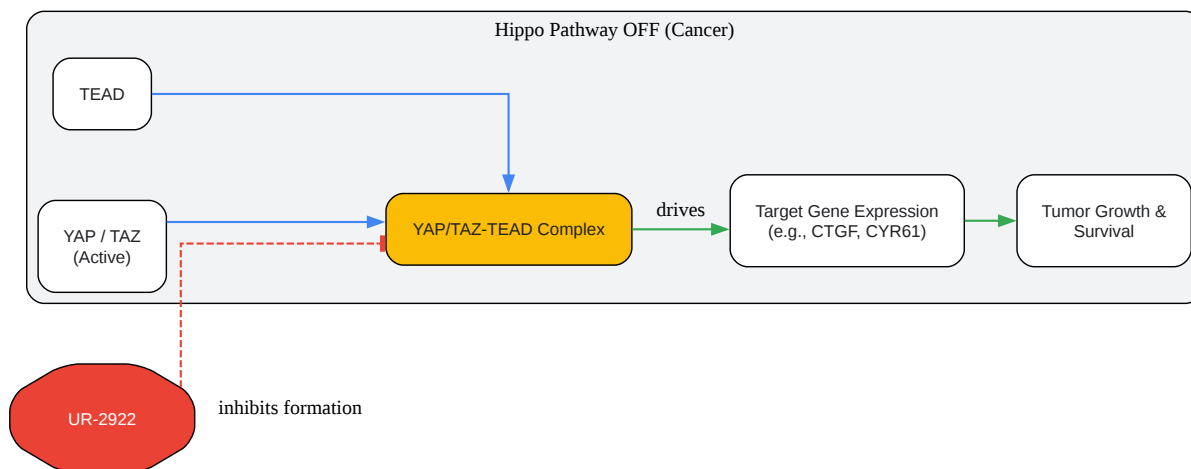 Hippo Pathway OFF (Cancer)
TEAD
YAP / TAZ
(Active)
YAP/TAZ-TEAD Complex
drives
Target Gene Expression
(e.g., CTGF, CYR61)
Tumor Growth &
Survival
UR-2922
inhibits formation